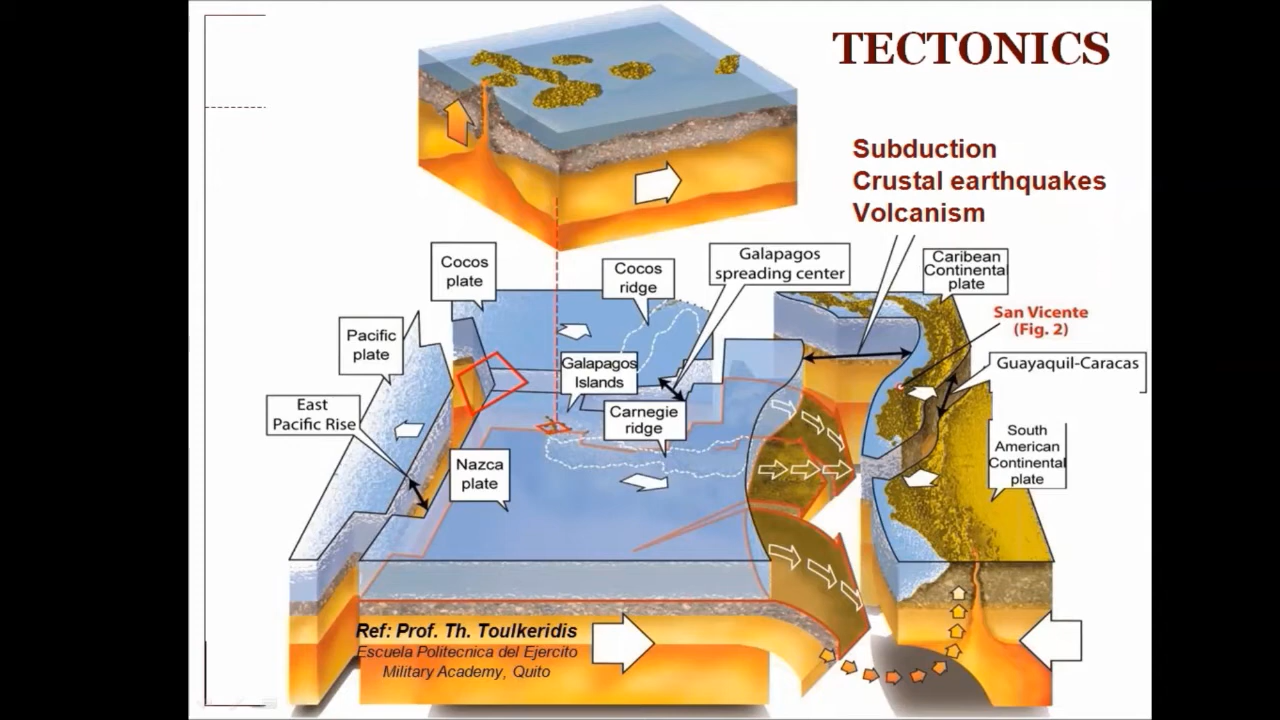 TECTONICS
Subduction
Crustal earthquakes
Volcanism
Cocos
plate
Cocos
ridge
Galapagos
spreading center
Caribean
Continental
plate
San Vicente
(Fig. 2)
Pacific
plate
Galapagos
Islands
Guayaquil-Caracas
East
Pacific Rise
Carnegie
ridge
South
American
Continental
plate
Nazca
plate
Ref: Prof. Th. Toulkeridis
Escuela Politecnica del Ejercito
Military Academy, Quito